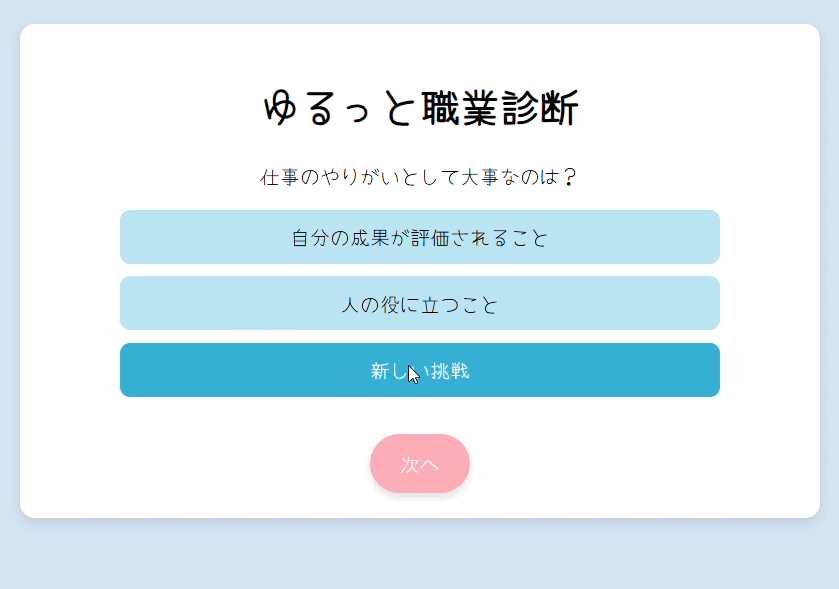 ゆるっと職業診断
仕事のやりがいとして大事なのは？
自分の成果が評価されること
人の役に立つこと
新しい挑戦
次へ